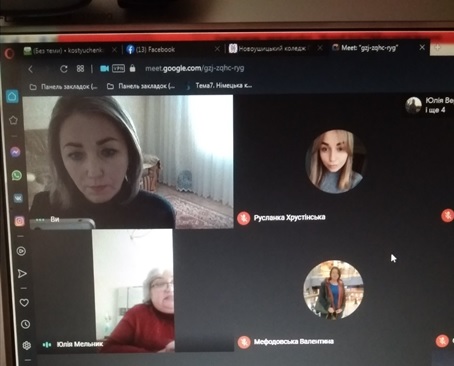 (Без теми) • kostyuchenk.
(13) Facebook
Новоушицький коледж
Meet: "gzj-zqhc-ryg"
VPN
meet.google.com/gzj-zqhc-ryg
Панель закладок (...
Панель закладок (...
Тема7. Німецька к...
Юлія Ве
і ще 4
Ви
Русланка Хрустінська
Юлія Мельник
Мефодовська Валентина